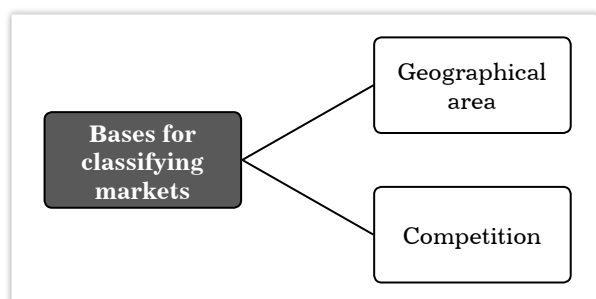 Bases for
classifying
markets
Geographical
area
Competition